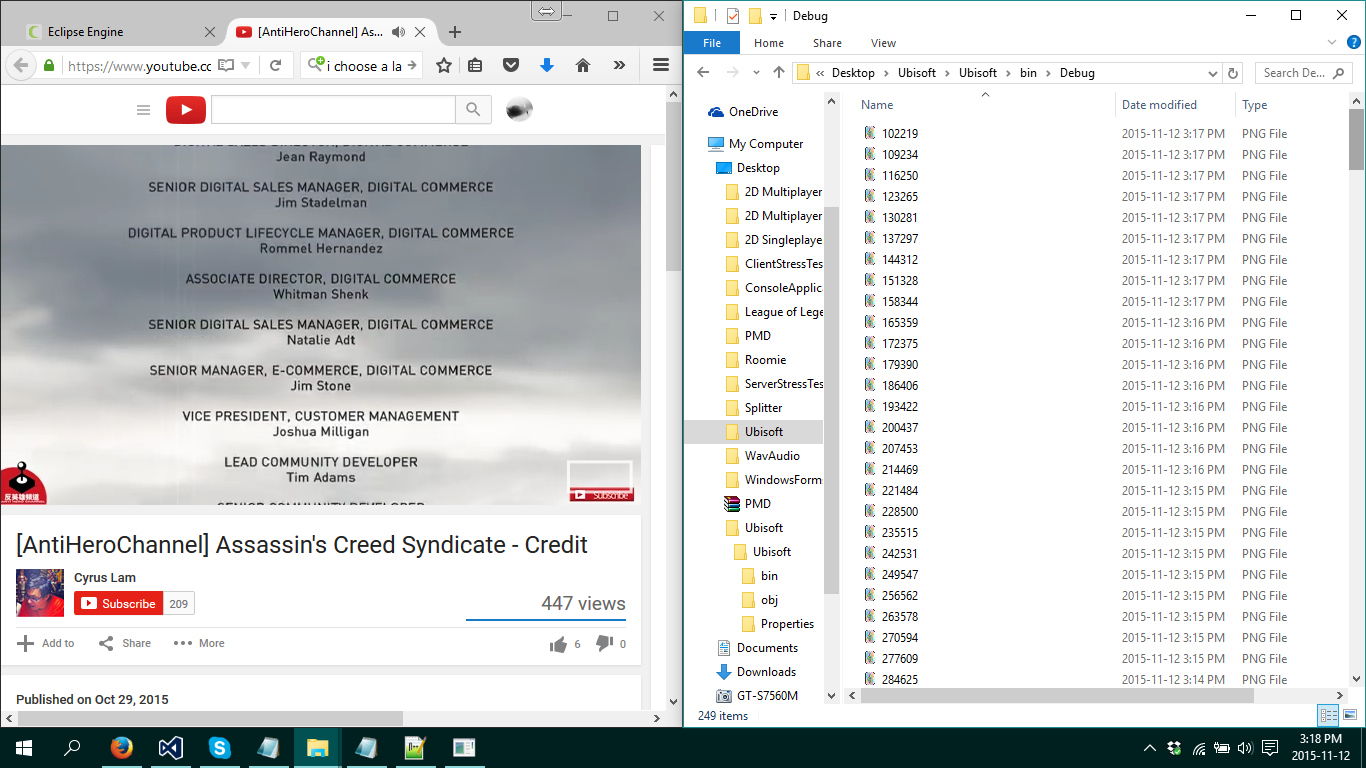 Eclipse Engine
[AntiHeroChannel] As...
https://www.youtube.cc
i choose a la
DIGITAL SALES DIRECTOR, DIGITAL COMMERCE
Jean Raymond
SENIOR DIGITAL SALES MANAGER, DIGITAL COMMERCE
Jim Stadelman
DIGITAL PRODUCT LIFECYCLE MANAGER, DIGITAL COMMERCE
Rommel Hernandez
ASSOCIATE DIRECTOR, DIGITAL COMMERCE
Whitman Shenk
SENIOR DIGITAL SALES MANAGER, DIGITAL COMMERCE
Natalie Adt
SENIOR MANAGER, E-COMMERCE, DIGITAL COMMERCE
Jim Stone
VICE PRESIDENT, CUSTOMER MANAGEMENT
Joshua Milligan
LEAD COMMUNITY DEVELOPER
Tim Adams
SENIOR COMMUNITY DEVELOPER
反英雄頻道
Subscribe
[AntiHeroChannel] Assassin's Creed Syndicate - Credit
Cyrus Lam
Subscribe 209
447 views
Add to Share More 6 0
Published on Oct 29, 2015
Debug
File Home Share View
« Desktop › Ubisoft › Ubisoft › bin › Debug
Search De...
OneDrive
My Computer
Desktop
2D Multiplayer
2D Multiplayer
2D Singleplaye
ClientStressTes
ConsoleApplica
League of Lege
PMD
Roomie
ServerStressTes
Splitter
Ubisoft
WavAudio
WindowsForm
PMD
Ubisoft
Ubisoft
bin
obj
Properties
Documents
Downloads
GT-S7560M
Name Date modified Type
102219 2015-11-12 3:17 PM PNG File
109234 2015-11-12 3:17 PM PNG File
116250 2015-11-12 3:17 PM PNG File
123265 2015-11-12 3:17 PM PNG File
130281 2015-11-12 3:17 PM PNG File
137297 2015-11-12 3:17 PM PNG File
144312 2015-11-12 3:17 PM PNG File
151328 2015-11-12 3:17 PM PNG File
158344 2015-11-12 3:17 PM PNG File
165359 2015-11-12 3:16 PM PNG File
172375 2015-11-12 3:16 PM PNG File
179390 2015-11-12 3:16 PM PNG File
186406 2015-11-12 3:16 PM PNG File
193422 2015-11-12 3:16 PM PNG File
200437 2015-11-12 3:16 PM PNG File
207453 2015-11-12 3:16 PM PNG File
214469 2015-11-12 3:16 PM PNG File
221484 2015-11-12 3:15 PM PNG File
228500 2015-11-12 3:15 PM PNG File
235515 2015-11-12 3:15 PM PNG File
242531 2015-11-12 3:15 PM PNG File
249547 2015-11-12 3:15 PM PNG File
256562 2015-11-12 3:15 PM PNG File
263578 2015-11-12 3:15 PM PNG File
270594 2015-11-12 3:15 PM PNG File
277609 2015-11-12 3:15 PM PNG File
284625 2015-11-12 3:14 PM PNG File
249 items
3:18 PM
2015-11-12